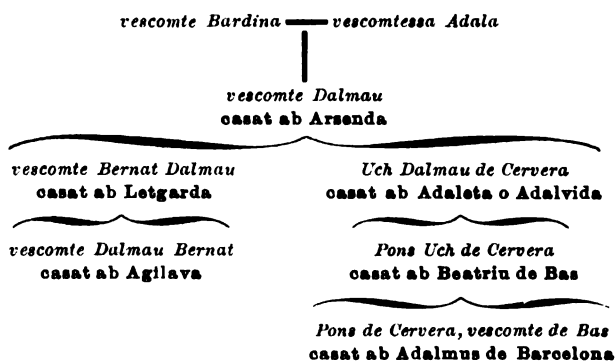 vescomte Bardina — vescomtessa Adala
vescomte Dalmau
casat ab Arsenda
vescomte Bernat Dalmau
casat ab Letgarda
Uch Dalmau de Cervera
casat ab Adaleta o Adalvida
vescomte Dalmau Bernat
casat ab Agilava
Pons Uch de Cervera
casat ab Beatriu de Bas
Pons de Cervera, vescomte de Bas
casat ab Adalmus de Barcelona